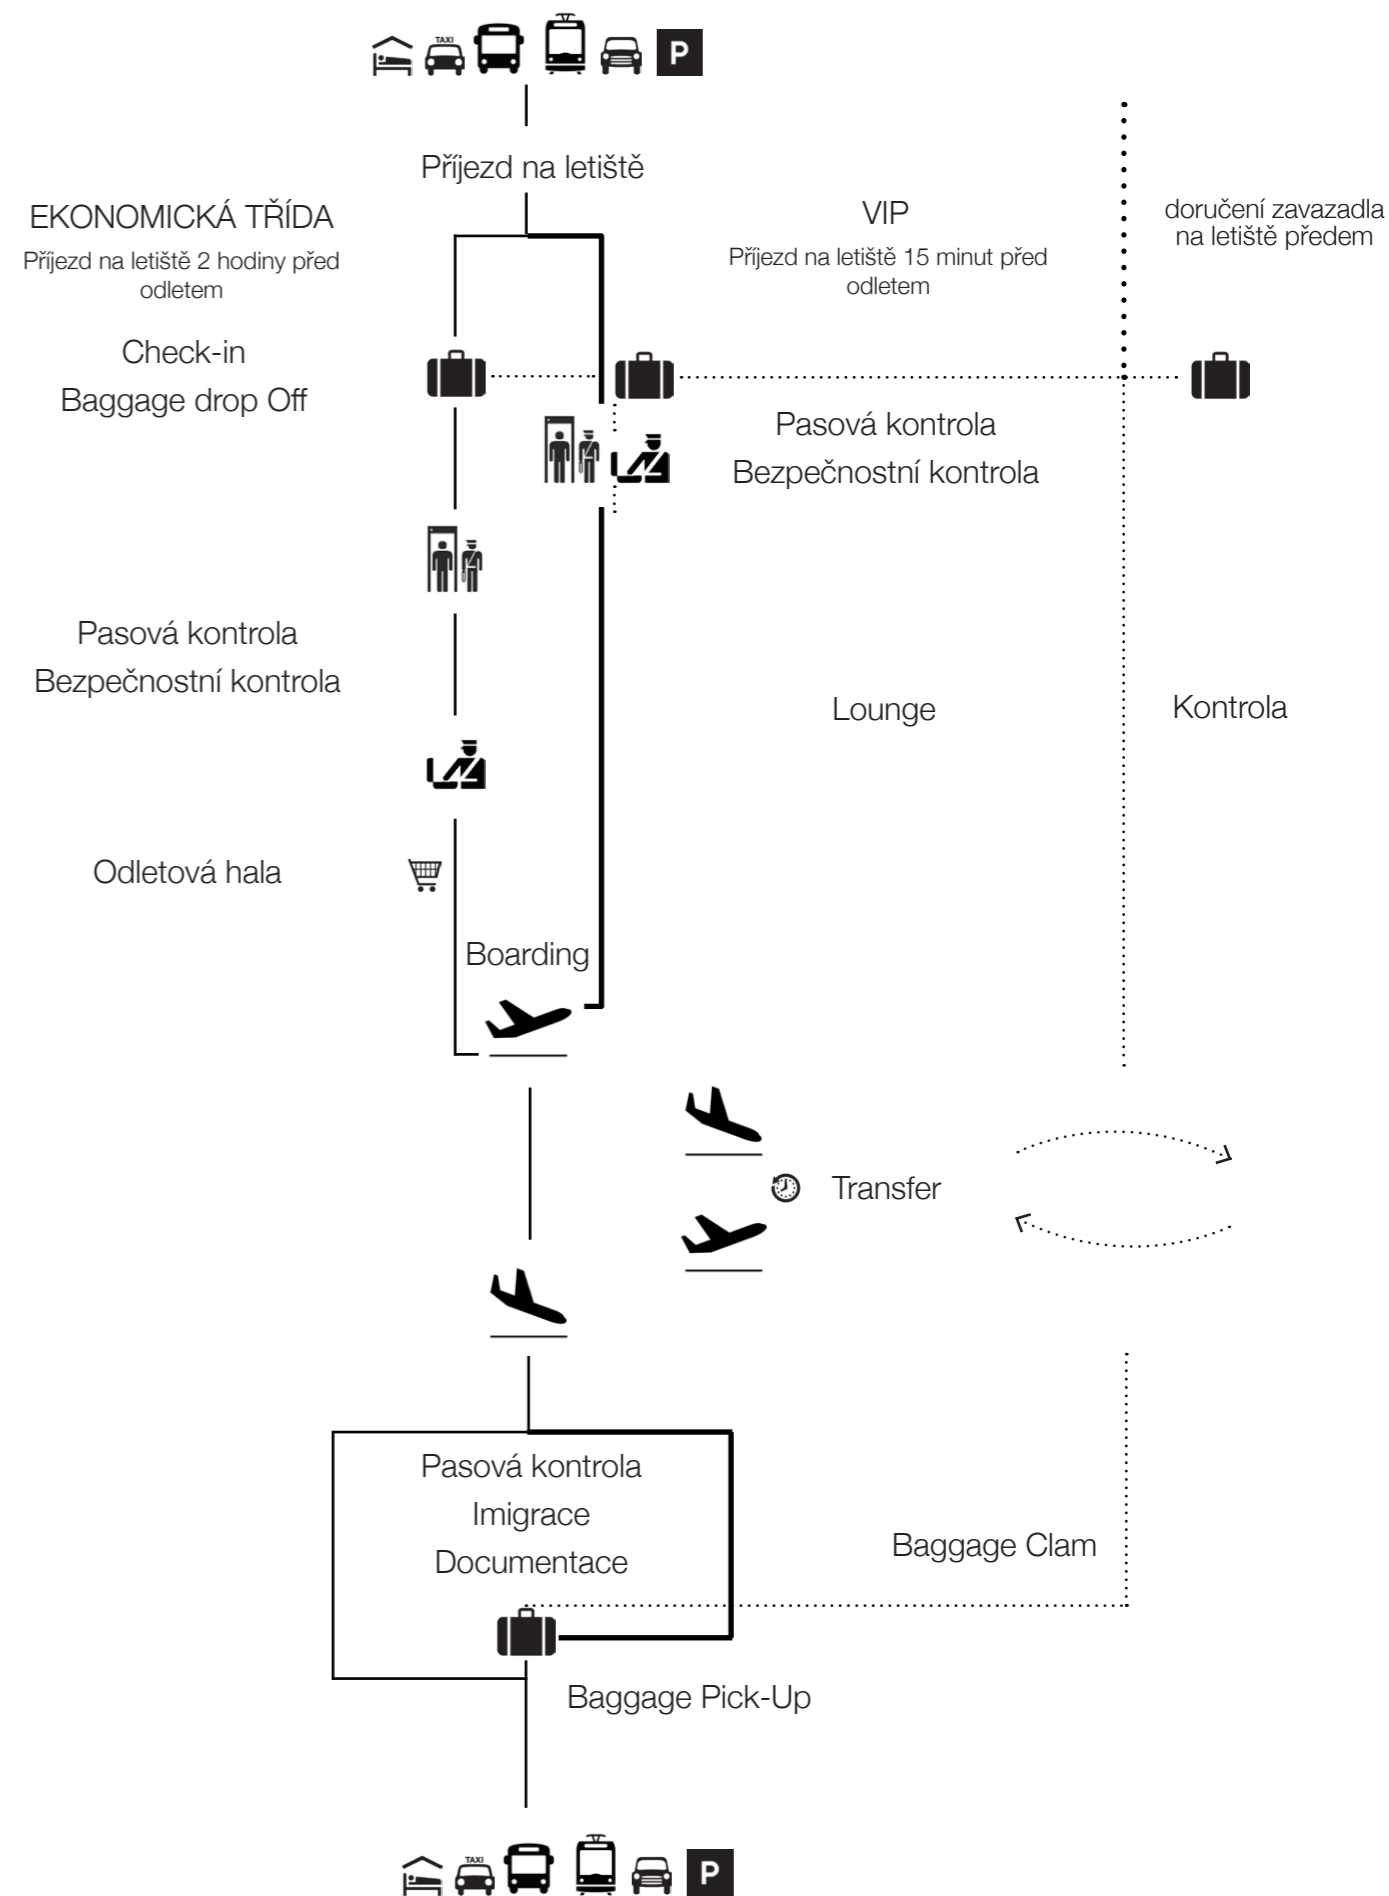 TAXI
P
Příjezd na letiště
EKONOMICKÁ TŘÍDA
Příjezd na letiště 2 hodiny před
odletem
VIP
Příjezd na letiště 15 minut před
odletem
doručení zavazadla
na letiště předem
Check-in
Baggage drop Off
Pasová kontrola
Bezpečnostní kontrola
Pasová kontrola
Bezpečnostní kontrola
Lounge
Kontrola
Odletová hala
Boarding
Transfer
Pasová kontrola
Imigrace
Documentace
Baggage Clam
Baggage Pick-Up
TAXI
P